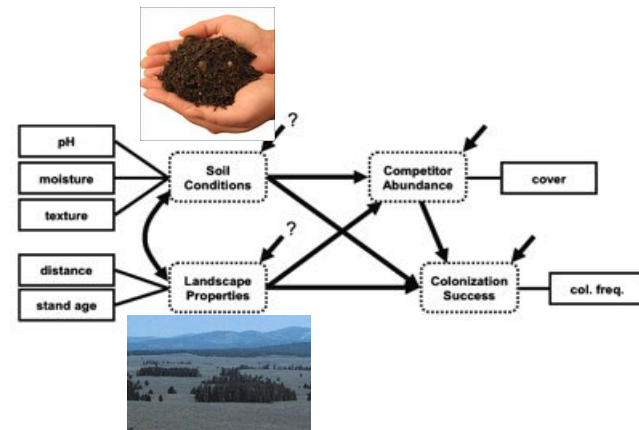 ?
pH
moisture
texture
Soil
Conditions
Competitor
Abundance
cover
?
distance
stand age
Landscape
Properties
Colonization
Success
col. freq.